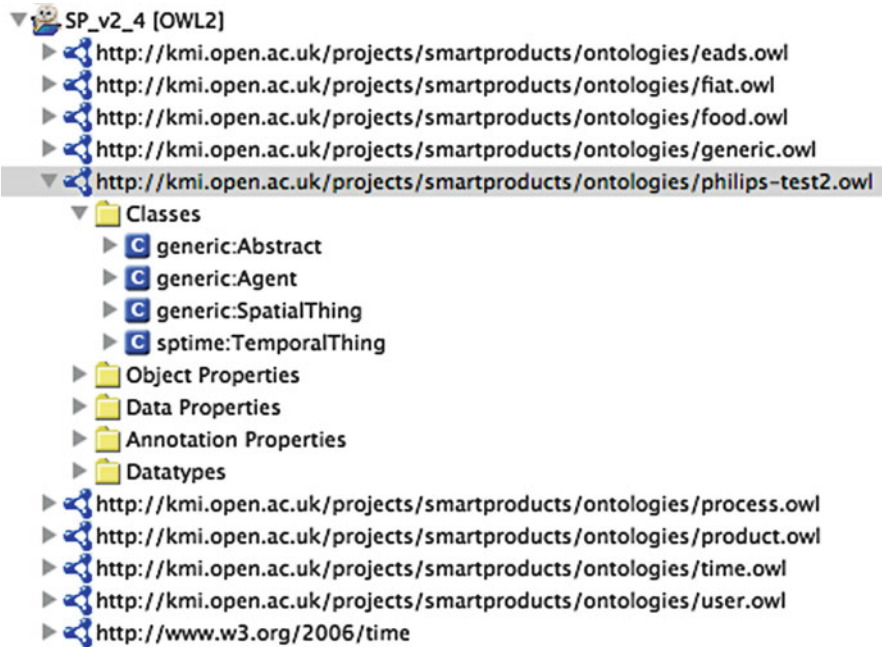 SP_v2_4 [OWL2]
http://kmi.open.ac.uk/projects/smartproducts/ontologies/eads.owl
http://kmi.open.ac.uk/projects/smartproducts/ontologies/fiat.owl
http://kmi.open.ac.uk/projects/smartproducts/ontologies/food.owl
http://kmi.open.ac.uk/projects/smartproducts/ontologies/generic.owl
http://kmi.open.ac.uk/projects/smartproducts/ontologies/philips-test2.owl
Classes
C generic:Abstract
C generic:Agent
C generic:SpatialThing
C sptime:TemporalThing
Object Properties
Data Properties
Annotation Properties
Datatypes
http://kmi.open.ac.uk/projects/smartproducts/ontologies/process.owl
http://kmi.open.ac.uk/projects/smartproducts/ontologies/product.owl
http://kmi.open.ac.uk/projects/smartproducts/ontologies/time.owl
http://kmi.open.ac.uk/projects/smartproducts/ontologies/user.owl
http://www.w3.org/2006/time